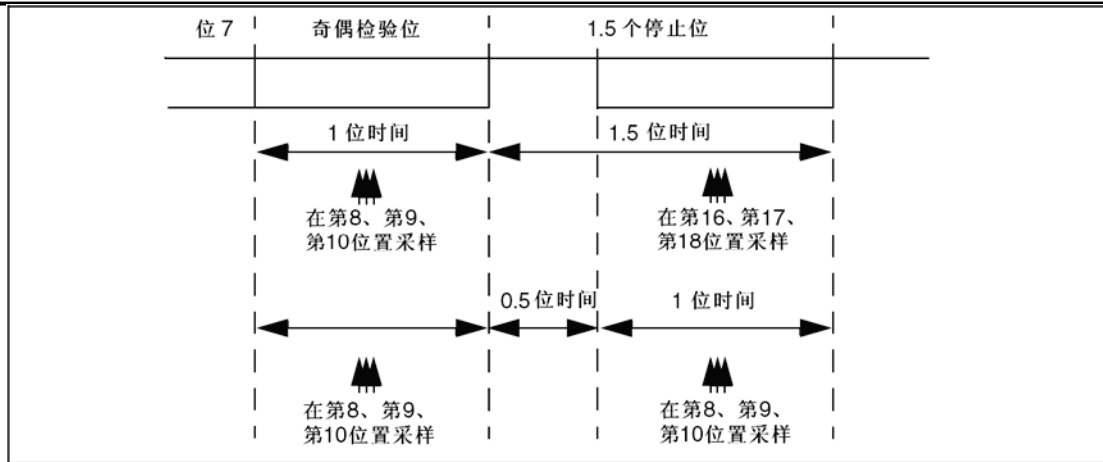 位 7 奇偶检验位 1.5 个停止位
1 位时间 1.5 位时间
在第8、第9、
第10位置采样
在第16、第17、
第18位置采样
0.5 位时间 1 位时间
在第8、第9、
第10位置采样
在第8、第9、
第10位置采样